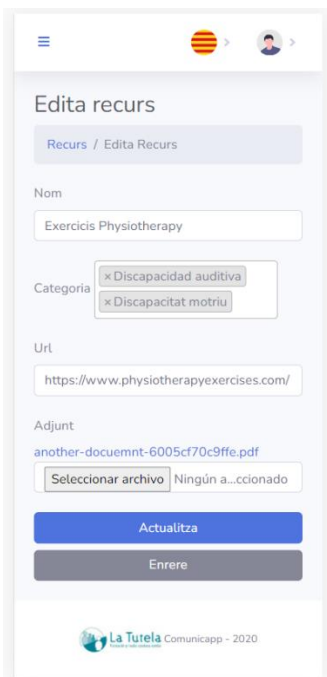 Edita recurs
Recurs / Edita Recurs
Nom
Exercicis Physiotherapy
Categoria
×Discapacidad auditiva
×Discapacitat motriu
Url
https://www.physiotherapyexercises.com/
Adjunt
another-docuemnt-6005cf70c9ffe.pdf
Seleccionar archivo Ningún a...ccionado
Actualitza
Enrere
La Tutela Comunicapp - 2020